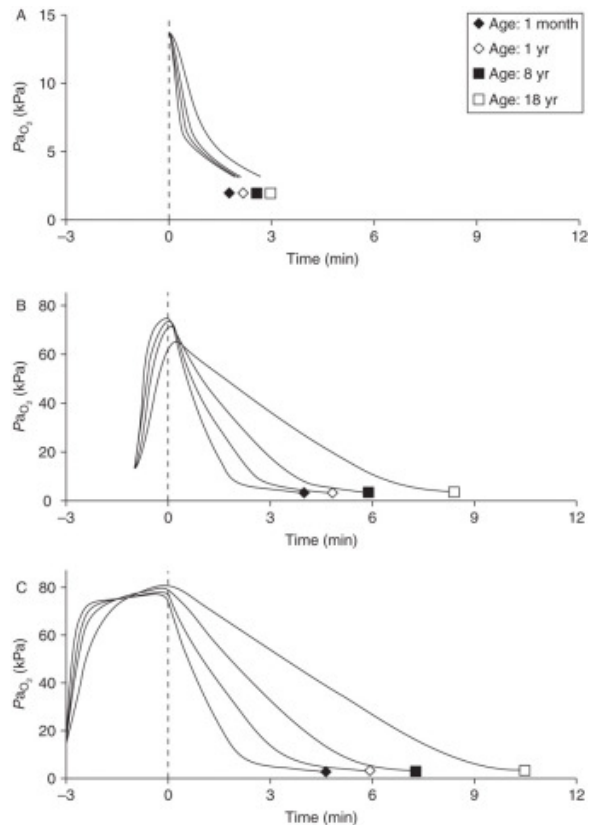 A
15
10
5
0
PaO2 (kPa)
–3
0
3
6
9
12
Time (min)
Age: 1 month
Age: 1 yr
Age: 8 yr
Age: 18 yr
B
80
60
40
20
0
PaO2 (kPa)
–3
0
3
6
9
12
Time (min)
C
80
60
40
20
0
PaO2 (kPa)
–3
0
3
6
9
12
Time (min)